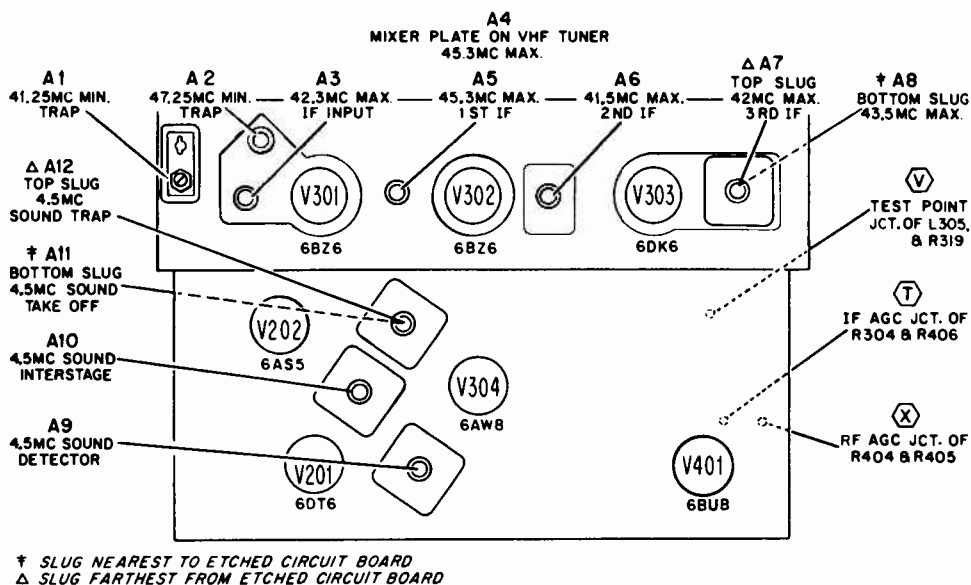 A4
MIXER PLATE ON VHF TUNER
45.3MC MAX.
A1
41.25MC MIN.
TRAP
A2
47.25MC MIN.
TRAP
A3
42.3MC MAX.
IF INPUT
A5
45.3MC MAX.
1ST IF
A6
41.5MC MAX.
2ND IF
△ A7
TOP SLUG
42MC MAX.
3RD IF
‡ A8
BOTTOM SLUG
43.5MC MAX.
△ A12
TOP SLUG
4.5MC
SOUND TRAP
V301
6BZ6
V302
6BZ6
V303
6DK6
V
TEST POINT
JCT. OF L305,
& R319
‡ A11
BOTTOM SLUG
4.5MC SOUND
TAKE OFF
V202
6AS5
T
IF AGC JCT. OF
R304 & R406
A10
4.5MC SOUND
INTERSTAGE
V304
6AW8
X
RF AGC JCT. OF
R404 & R405
A9
4.5MC SOUND
DETECTOR
V201
6DT6
V401
6BU8
‡ SLUG NEAREST TO ETCHED CIRCUIT BOARD
△ SLUG FARTHEST FROM ETCHED CIRCUIT BOARD